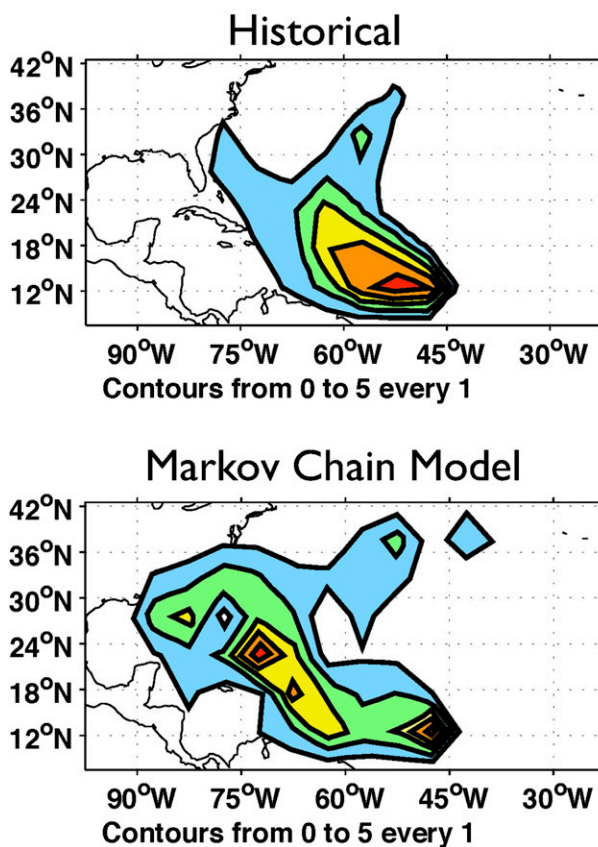 Historical
42°N
36°N
30°N
24°N
18°N
12°N
90°W 75°W 60°W 45°W 30°W
Contours from 0 to 5 every 1
Markov Chain Model
42°N
36°N
30°N
24°N
18°N
12°N
90°W 75°W 60°W 45°W 30°W
Contours from 0 to 5 every 1